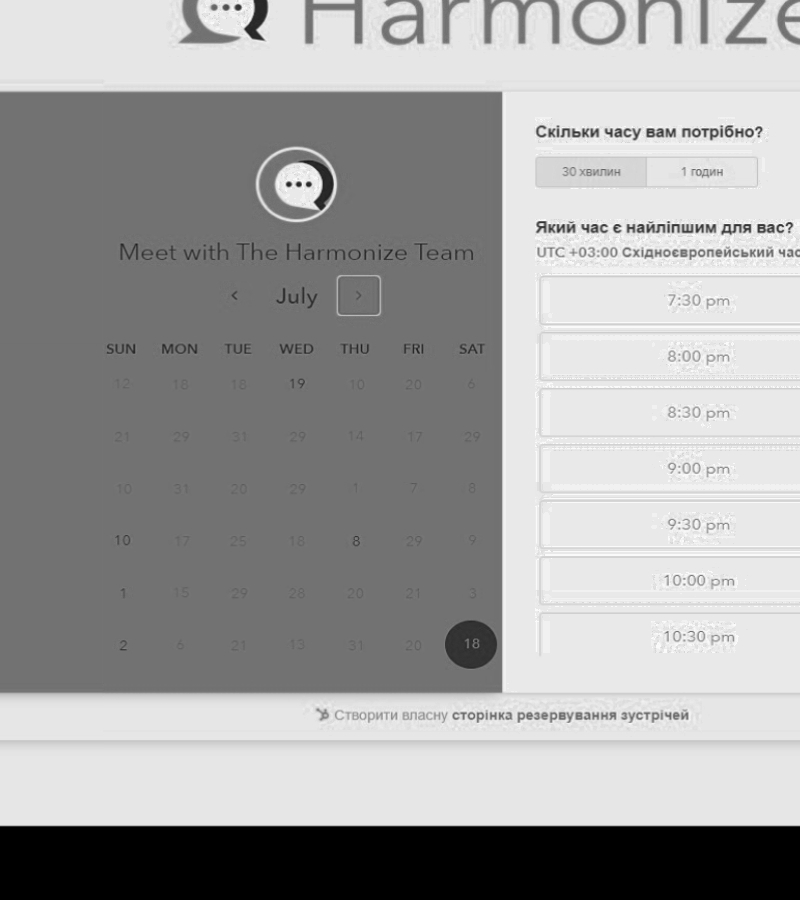 Harmonize
Meet with The Harmonize Team
July
SUN MON TUE WED THU FRI SAT
12 18 18 19 10 20 6
21 29 31 29 14 17 29
10 31 20 29 1 7 8
10 17 25 18 8 29 9
1 15 29 28 20 21 3
2 6 21 13 31 20 18
Скільки часу вам потрібно?
30 хвилин 1 годин
Який час є найліпшим для вас?
UTC +03:00 Східноєвропейський час
7:30 pm
8:00 pm
8:30 pm
9:00 pm
9:30 pm
10:00 pm
10:30 pm
Створити власну сторінка резервування зустрічей